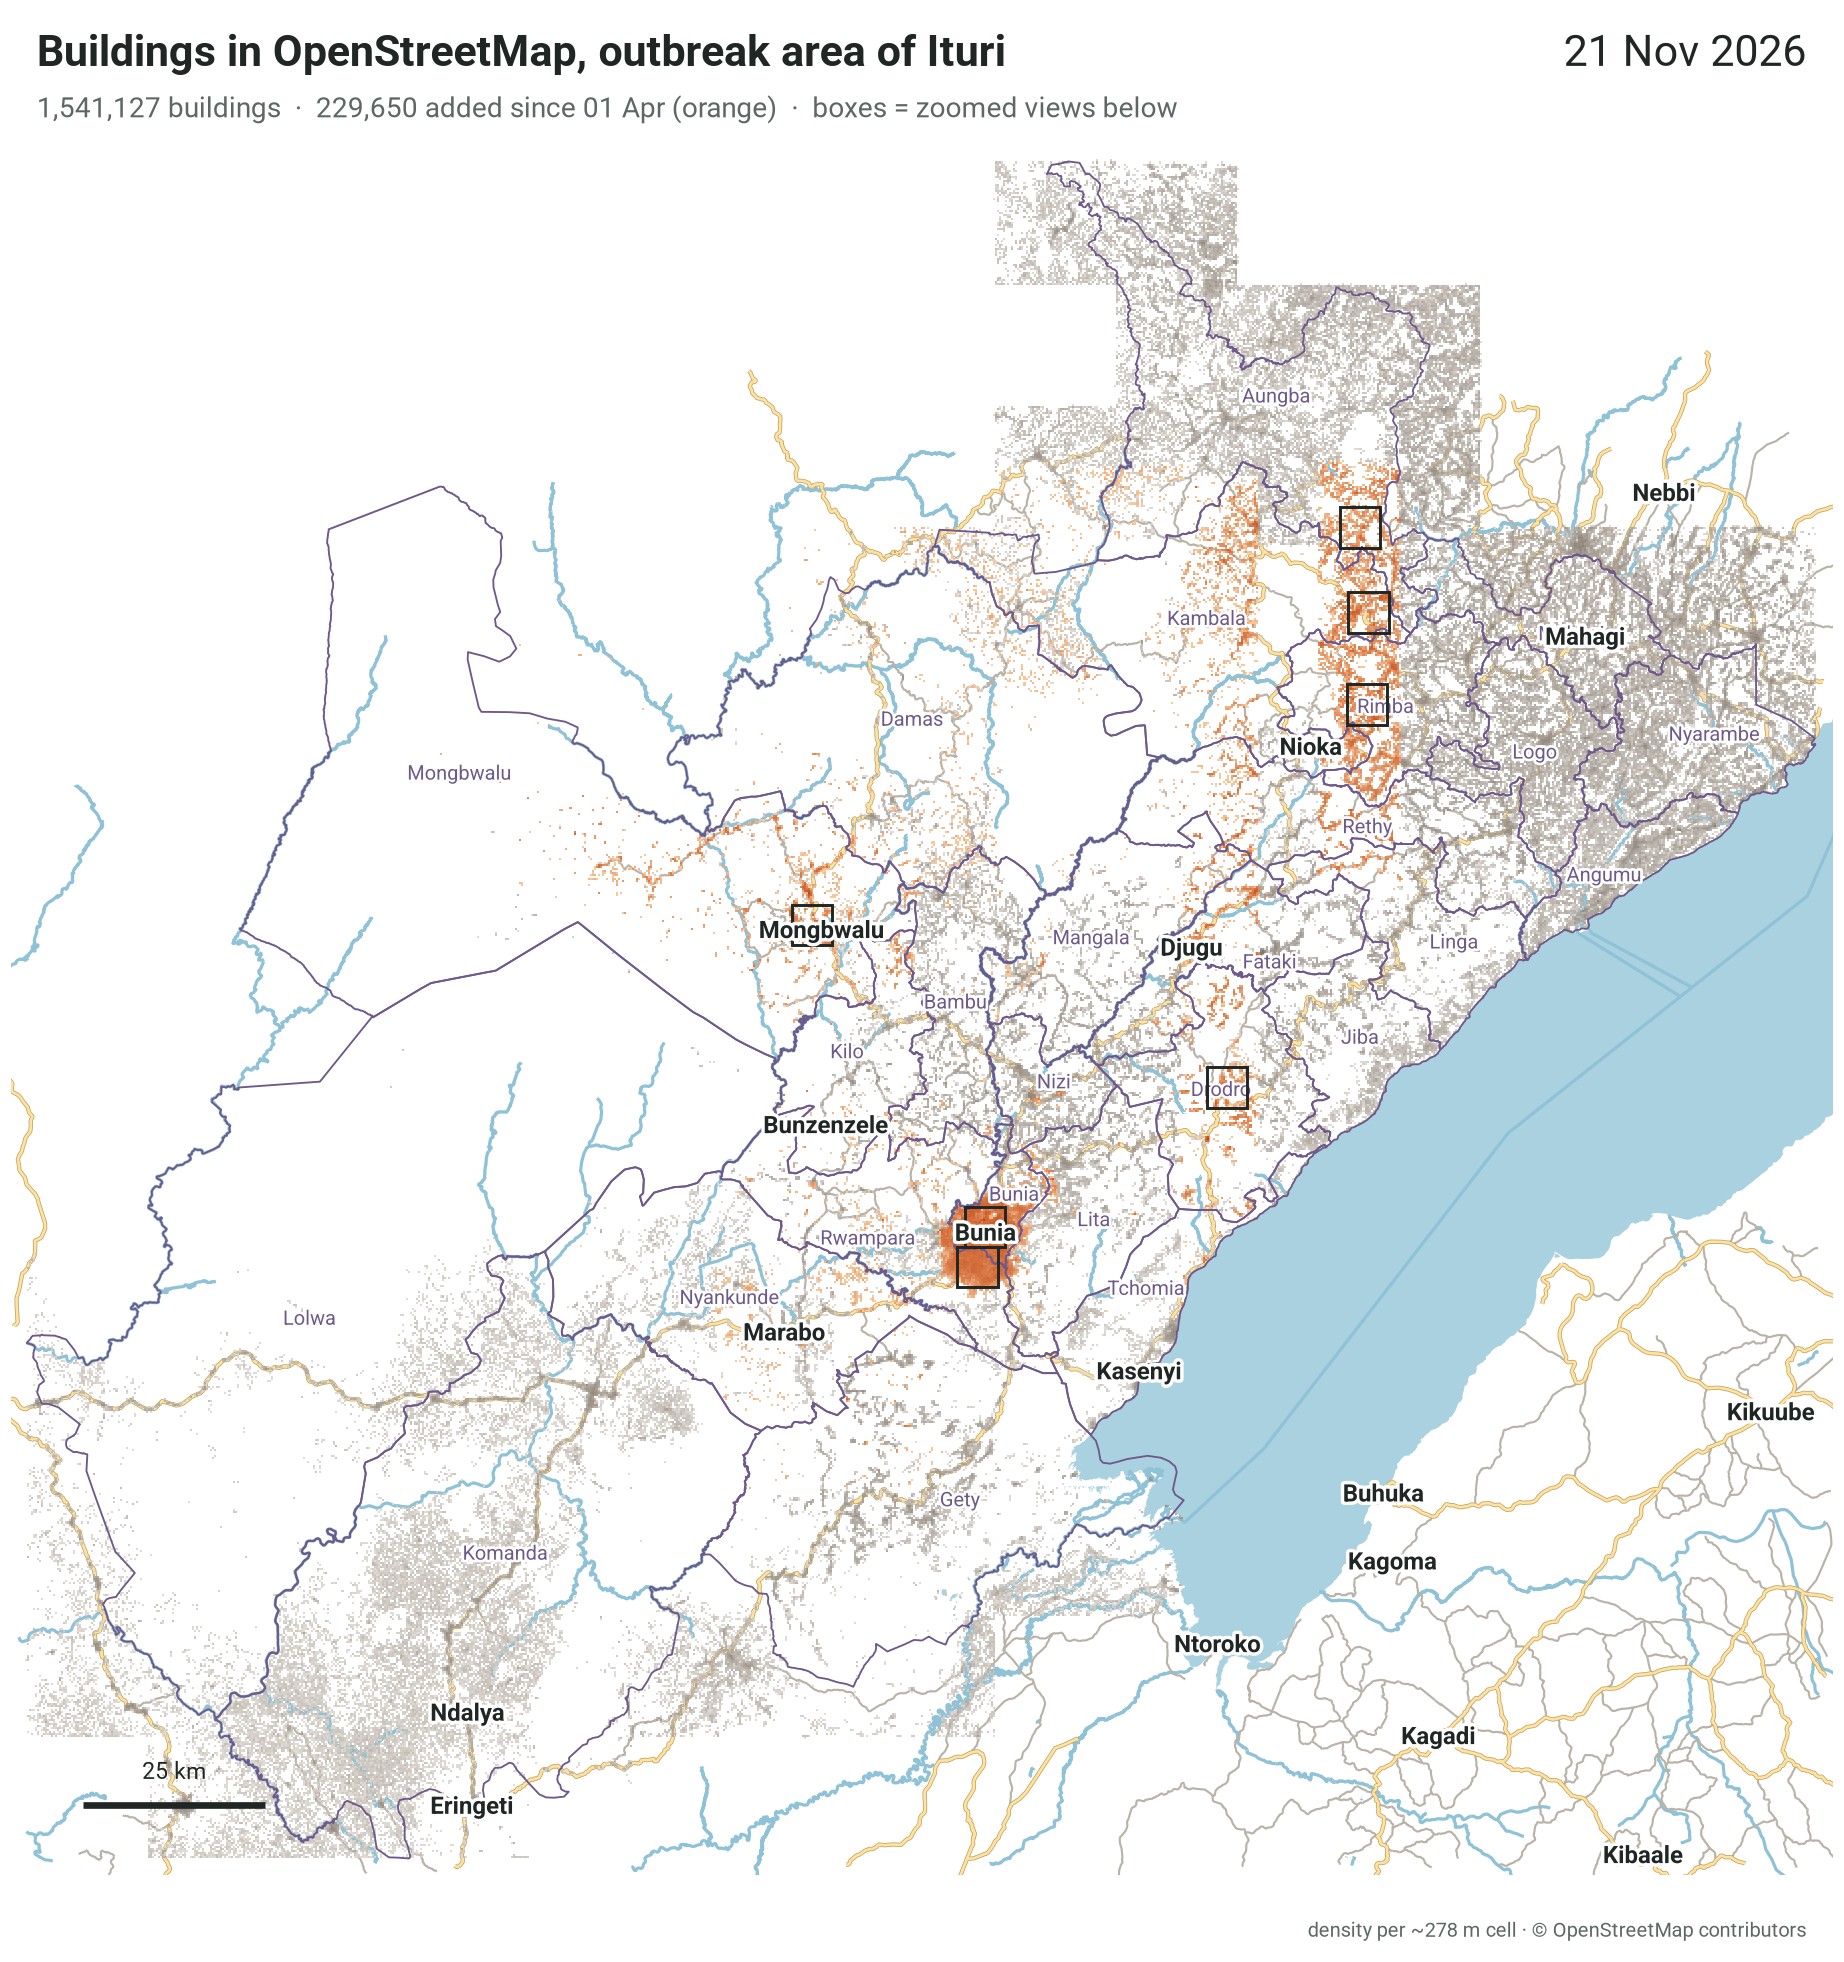 Buildings in OpenStreetMap, outbreak area of Ituri
21 Nov 2026
1,541,127 buildings · 229,650 added since 01 Apr (orange) · boxes = zoomed views below
Aungba
Nebbi
Kambala
Mahagi
Rimba
Damas
Nyarambe
Nioka
Logo
Mongbwalu
Rethy
Angumu
Mongbwalu
Mangala
Linga
Djugu
Fataki
Bambu
Jiba
Kilo
Nizi
Drodro
Bunzenzele
Bunia
Lita
Bunia
Rwampara
Tchomia
Nyankunde
Lolwa
Marabo
Kasenyi
Kikuube
Buhuka
Gety
Komanda
Kagoma
Ntoroko
Ndalya
Kagadi
25 km
Eringeti
Kibaale
density per ~278 m cell · © OpenStreetMap contributors